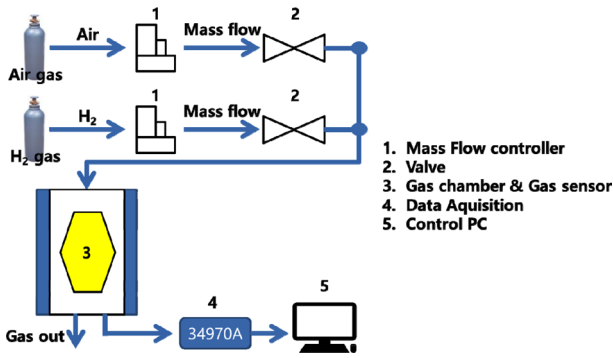 1
2
Air
Mass flow
Air gas
1
2
H₂
Mass flow
H₂ gas
1. Mass Flow controller
2. Valve
3. Gas chamber & Gas sensor
4. Data Aquisition
5. Control PC
3
4
5
Gas out
34970A